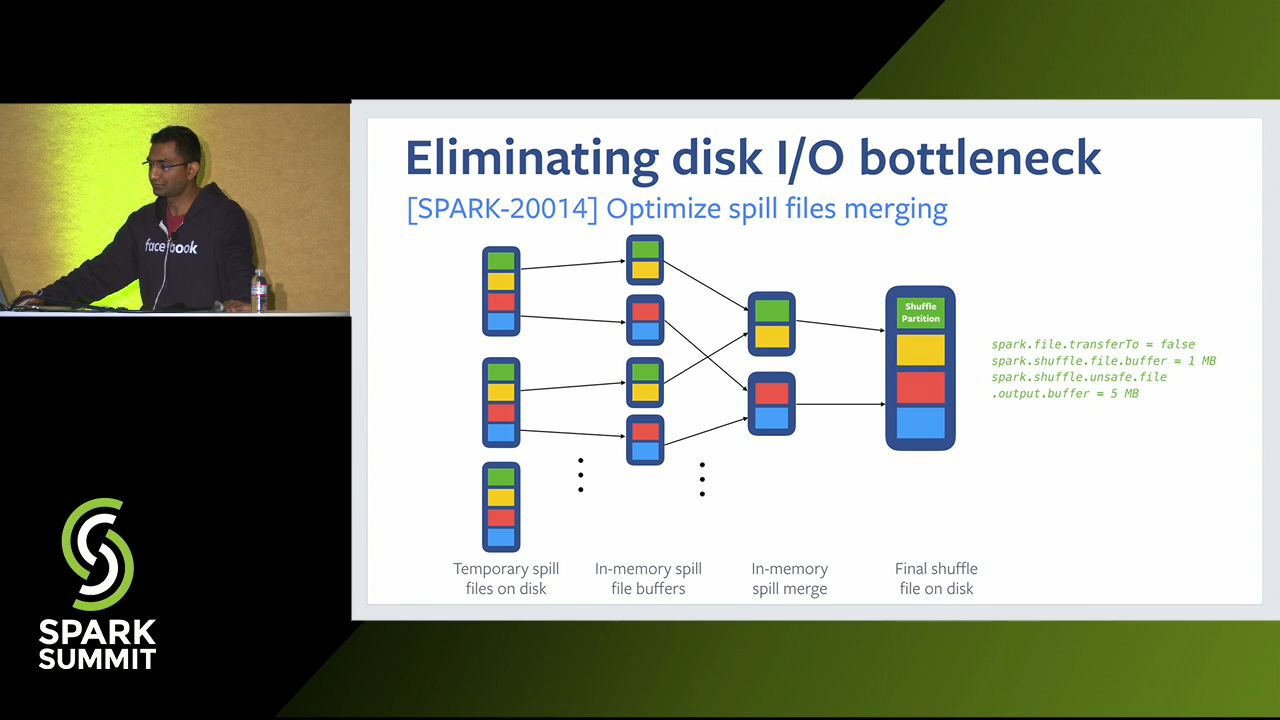 Eliminating disk I/O bottleneck
[SPARK-20014] Optimize spill files merging
Shuffle
Partition
spark.file.transferTo = false
spark.shuffle.file.buffer = 1 MB
spark.shuffle.unsafe.file
.output.buffer = 5 MB
Temporary spill
files on disk
In-memory spill
file buffers
In-memory
spill merge
Final shuffle
file on disk
facebook
SPARK
SUMMIT